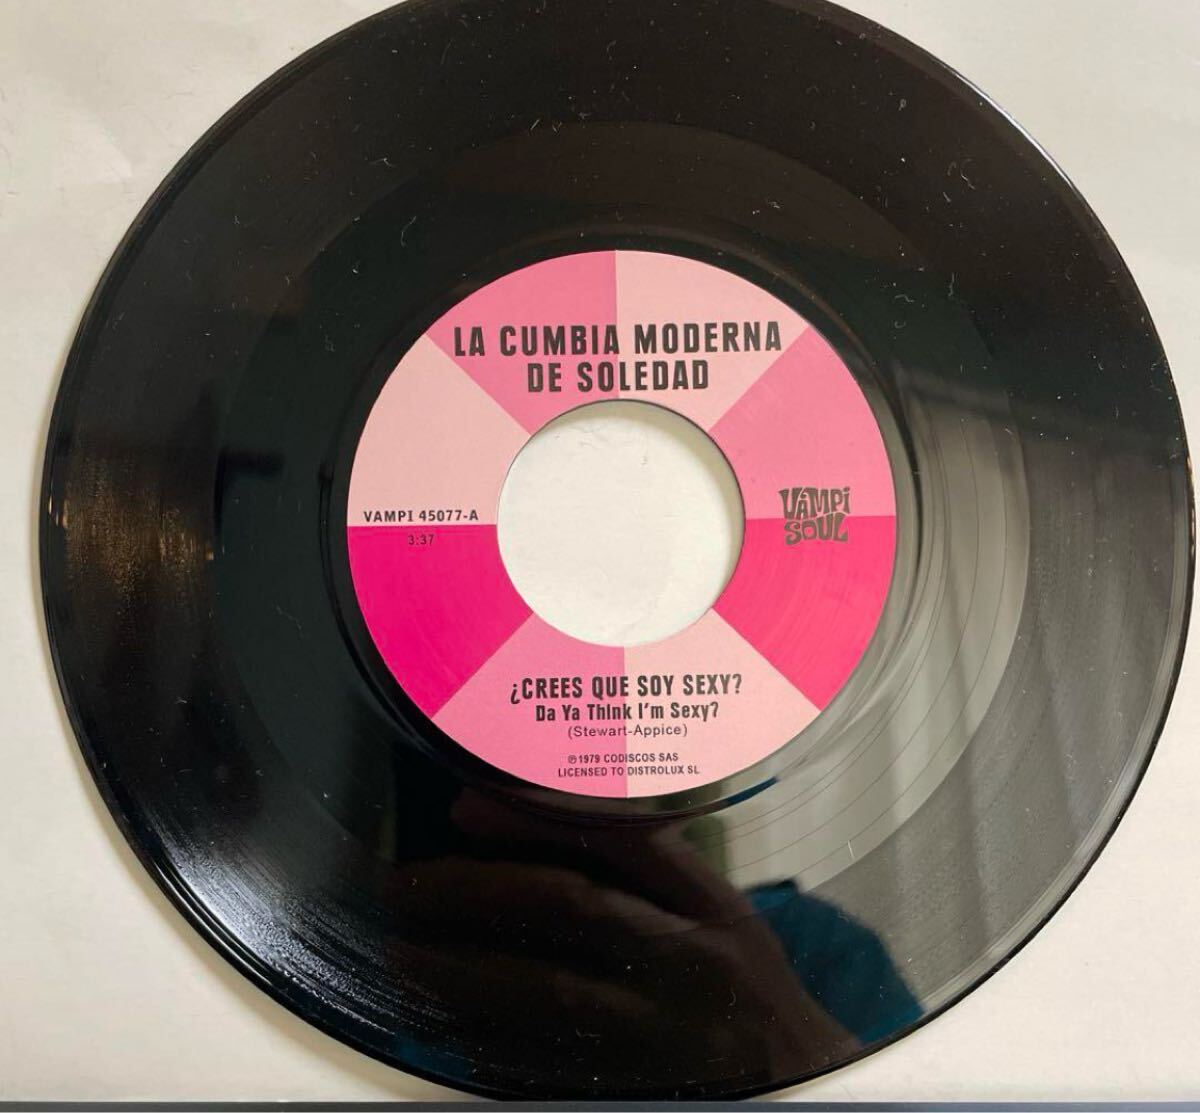 LA CUMBIA MODERNA
DE SOLEDAD
VAMPI 45077-A
3:37
VAMPI
SOUL
¿CREES QUE SOY SEXY?
Da Ya Think I'm Sexy?
(Stewart-Appice)
℗ 1979 CODISCOS SAS
LICENSED TO DISTROLUX SL